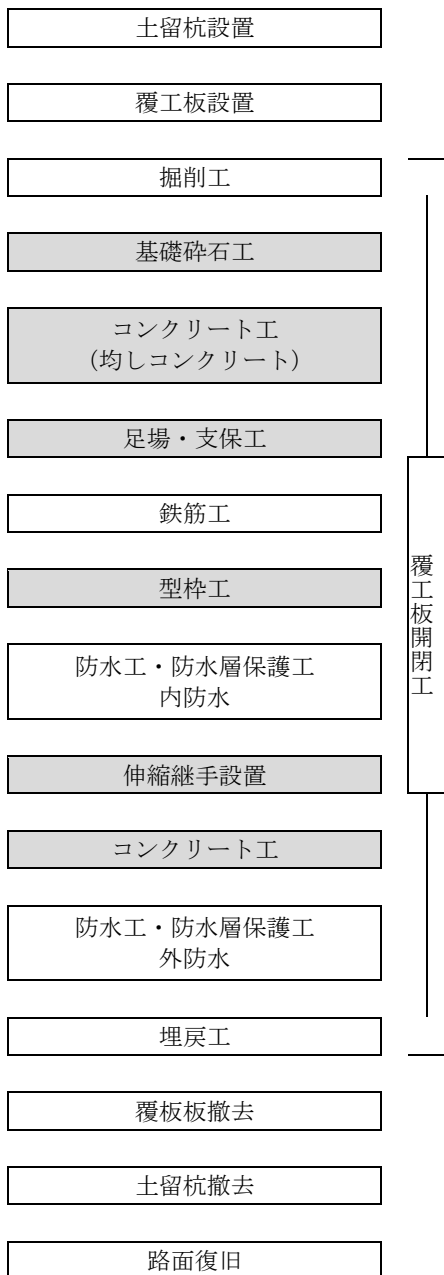 土留杭設置
覆工板設置
掘削工
基礎砕石工
コンクリート工
（均しコンクリート）
足場・支保工
鉄筋工
型枠工
防水工・防水層保護工
内防水
伸縮継手設置
コンクリート工
防水工・防水層保護工
外防水
埋戻工
覆板板撤去
土留杭撤去
路面復旧
覆工板開閉工